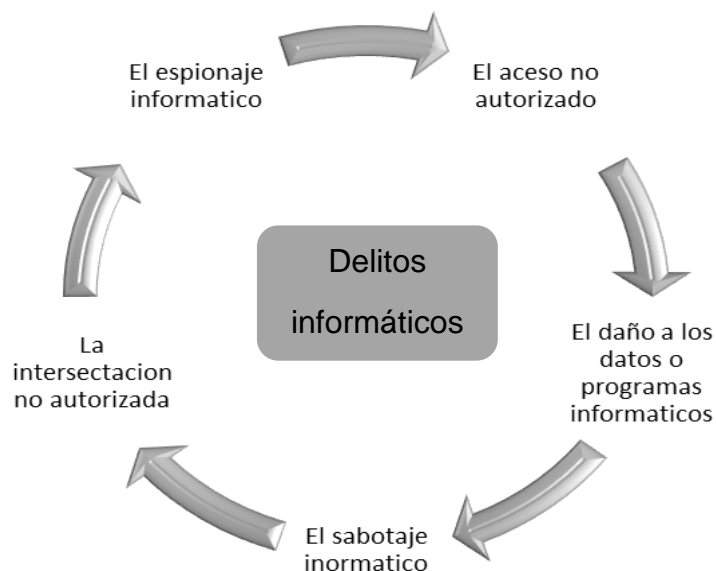 El espionaje
informatico
El aceso no
autorizado
Delitos
informáticos
El daño a los
datos o
programas
informaticos
La
intersectacion
no autorizada
El sabotaje
inormatico